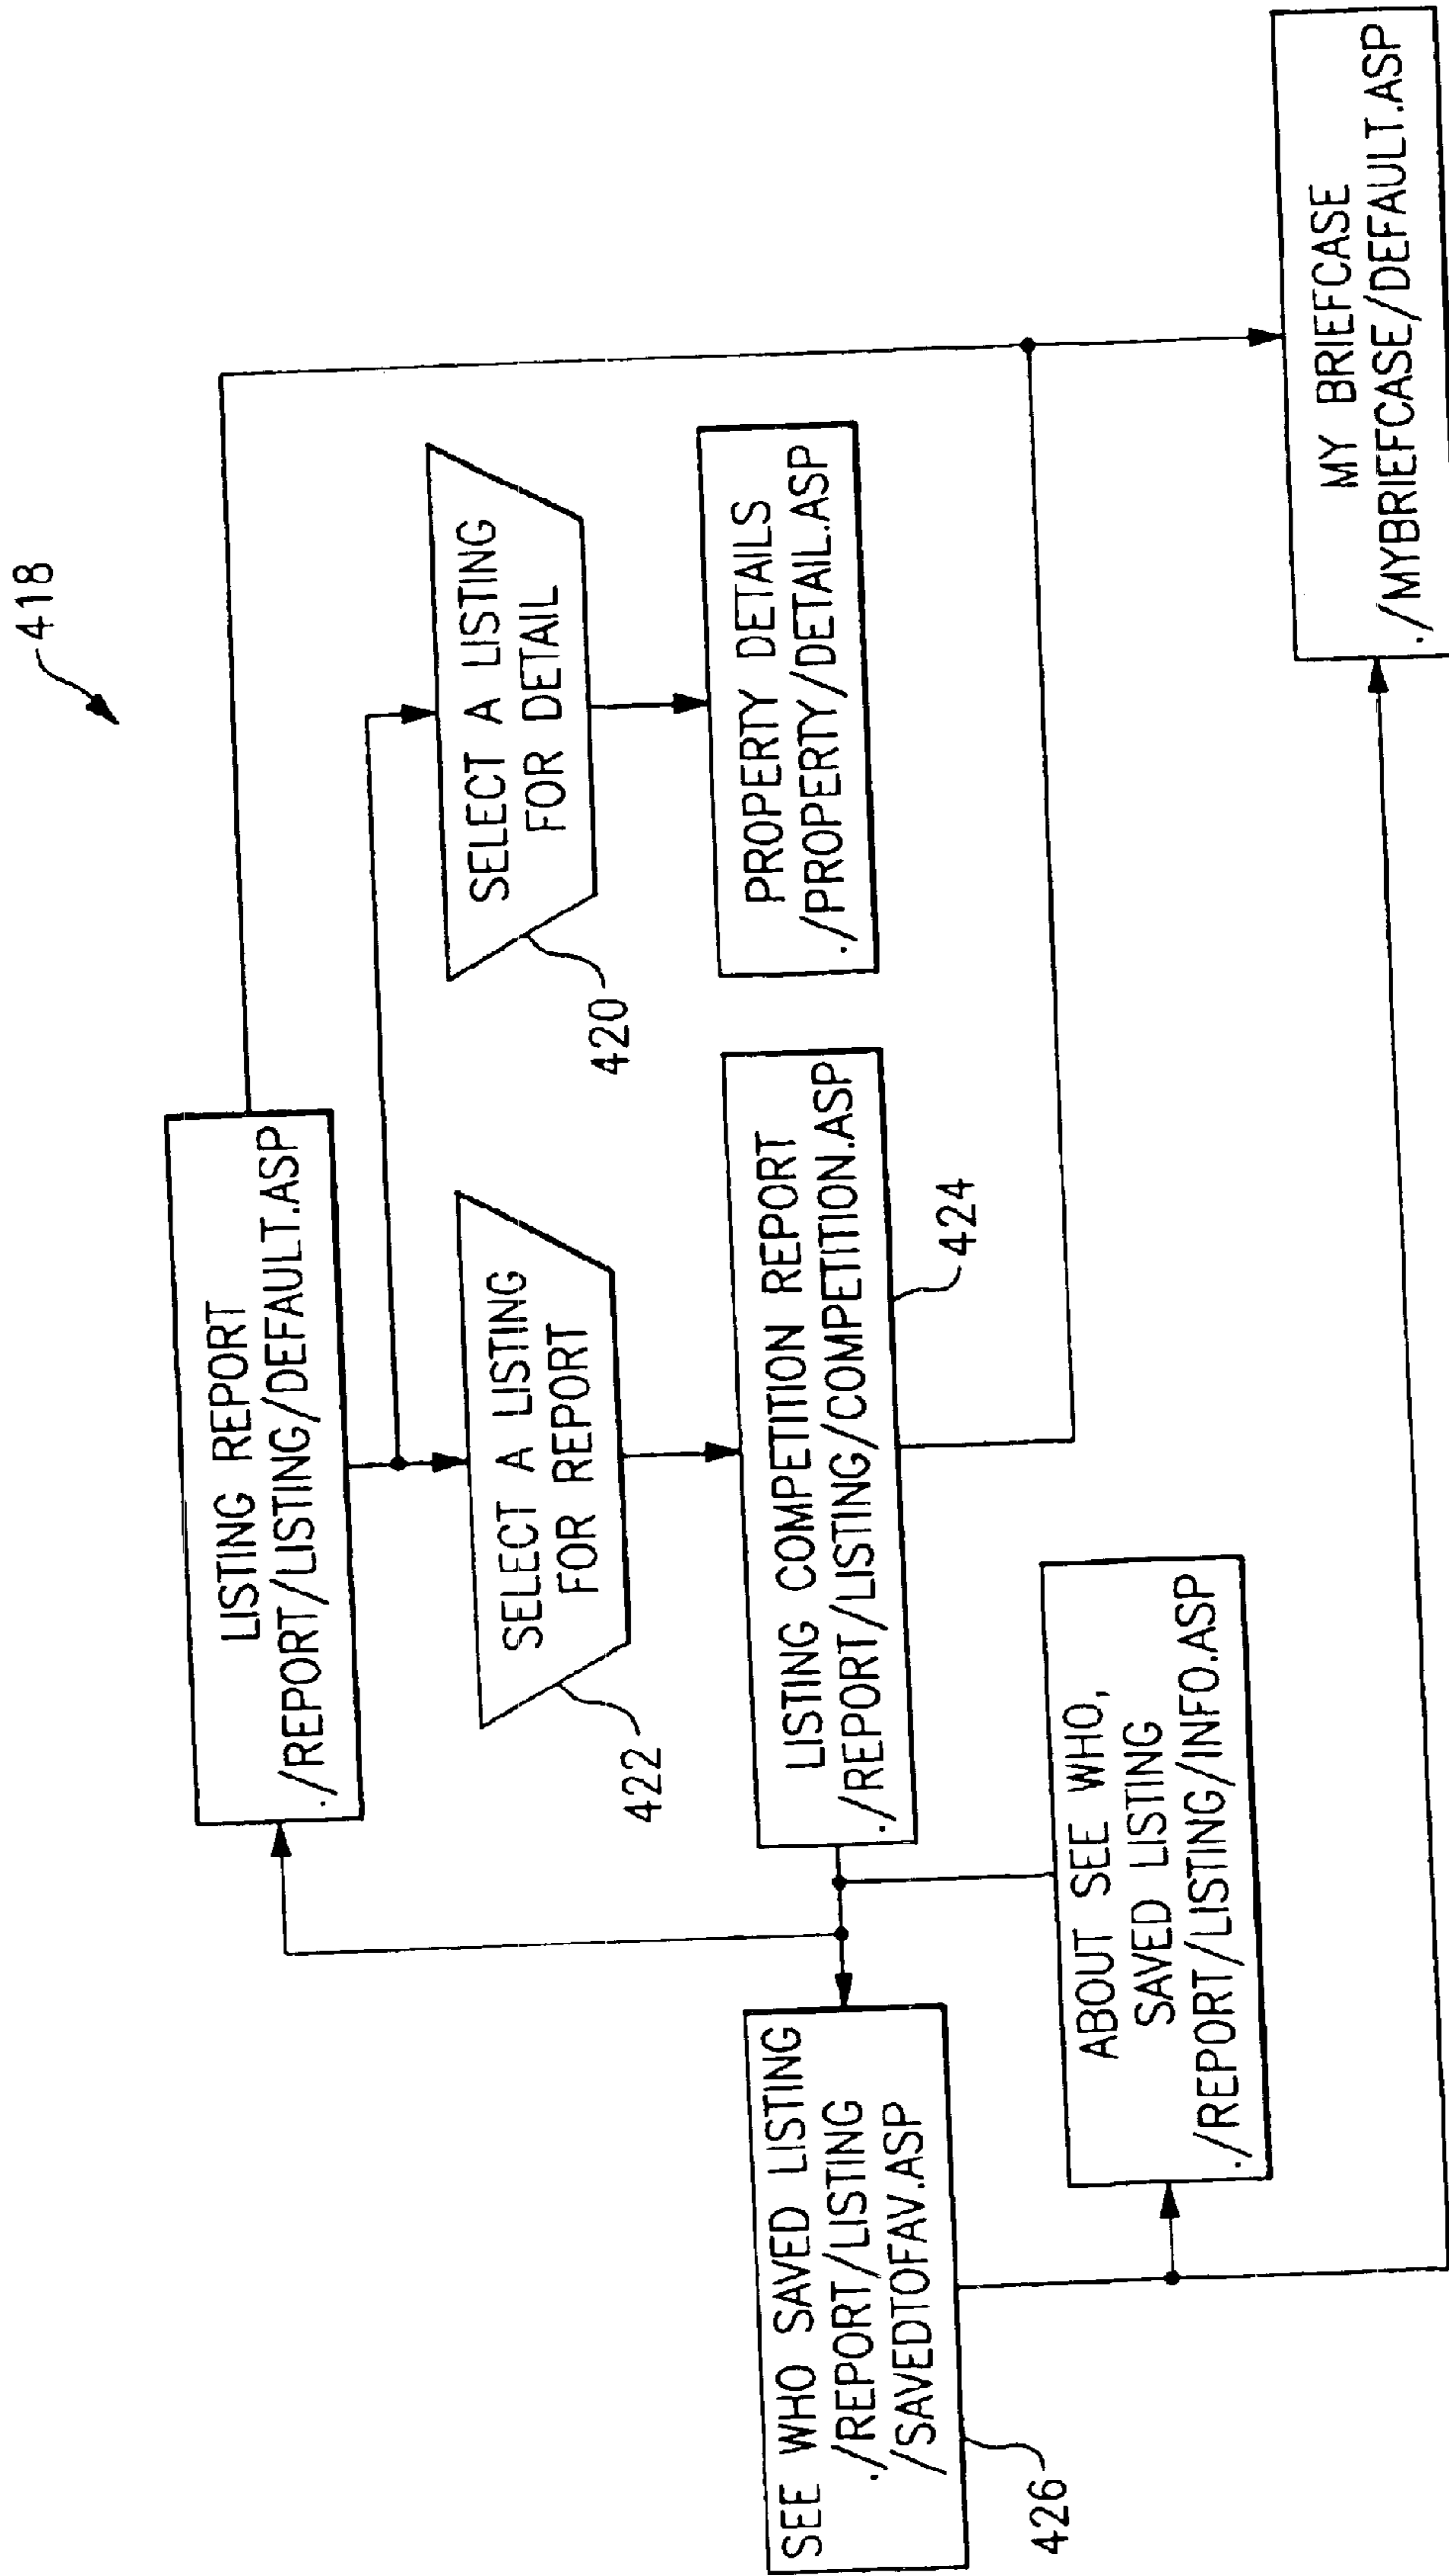 418
LISTING REPORT
./REPORT/LISTING/DEFAULT.ASP
SELECT A LISTING
FOR REPORT
422
SELECT A LISTING
FOR DETAIL
420
LISTING COMPETITION REPORT
./REPORT/LISTING/COMPETITION.ASP
424
PROPERTY DETAILS
./PROPERTY/DETAIL.ASP
SEE WHO SAVED LISTING
./REPORT/LISTING
/SAVEDTOFAV.ASP
426
ABOUT SEE WHO,
SAVED LISTING
./REPORT/LISTING/INFO.ASP
MY BRIEFCASE
./MYBRIEFCASE/DEFAULT.ASP